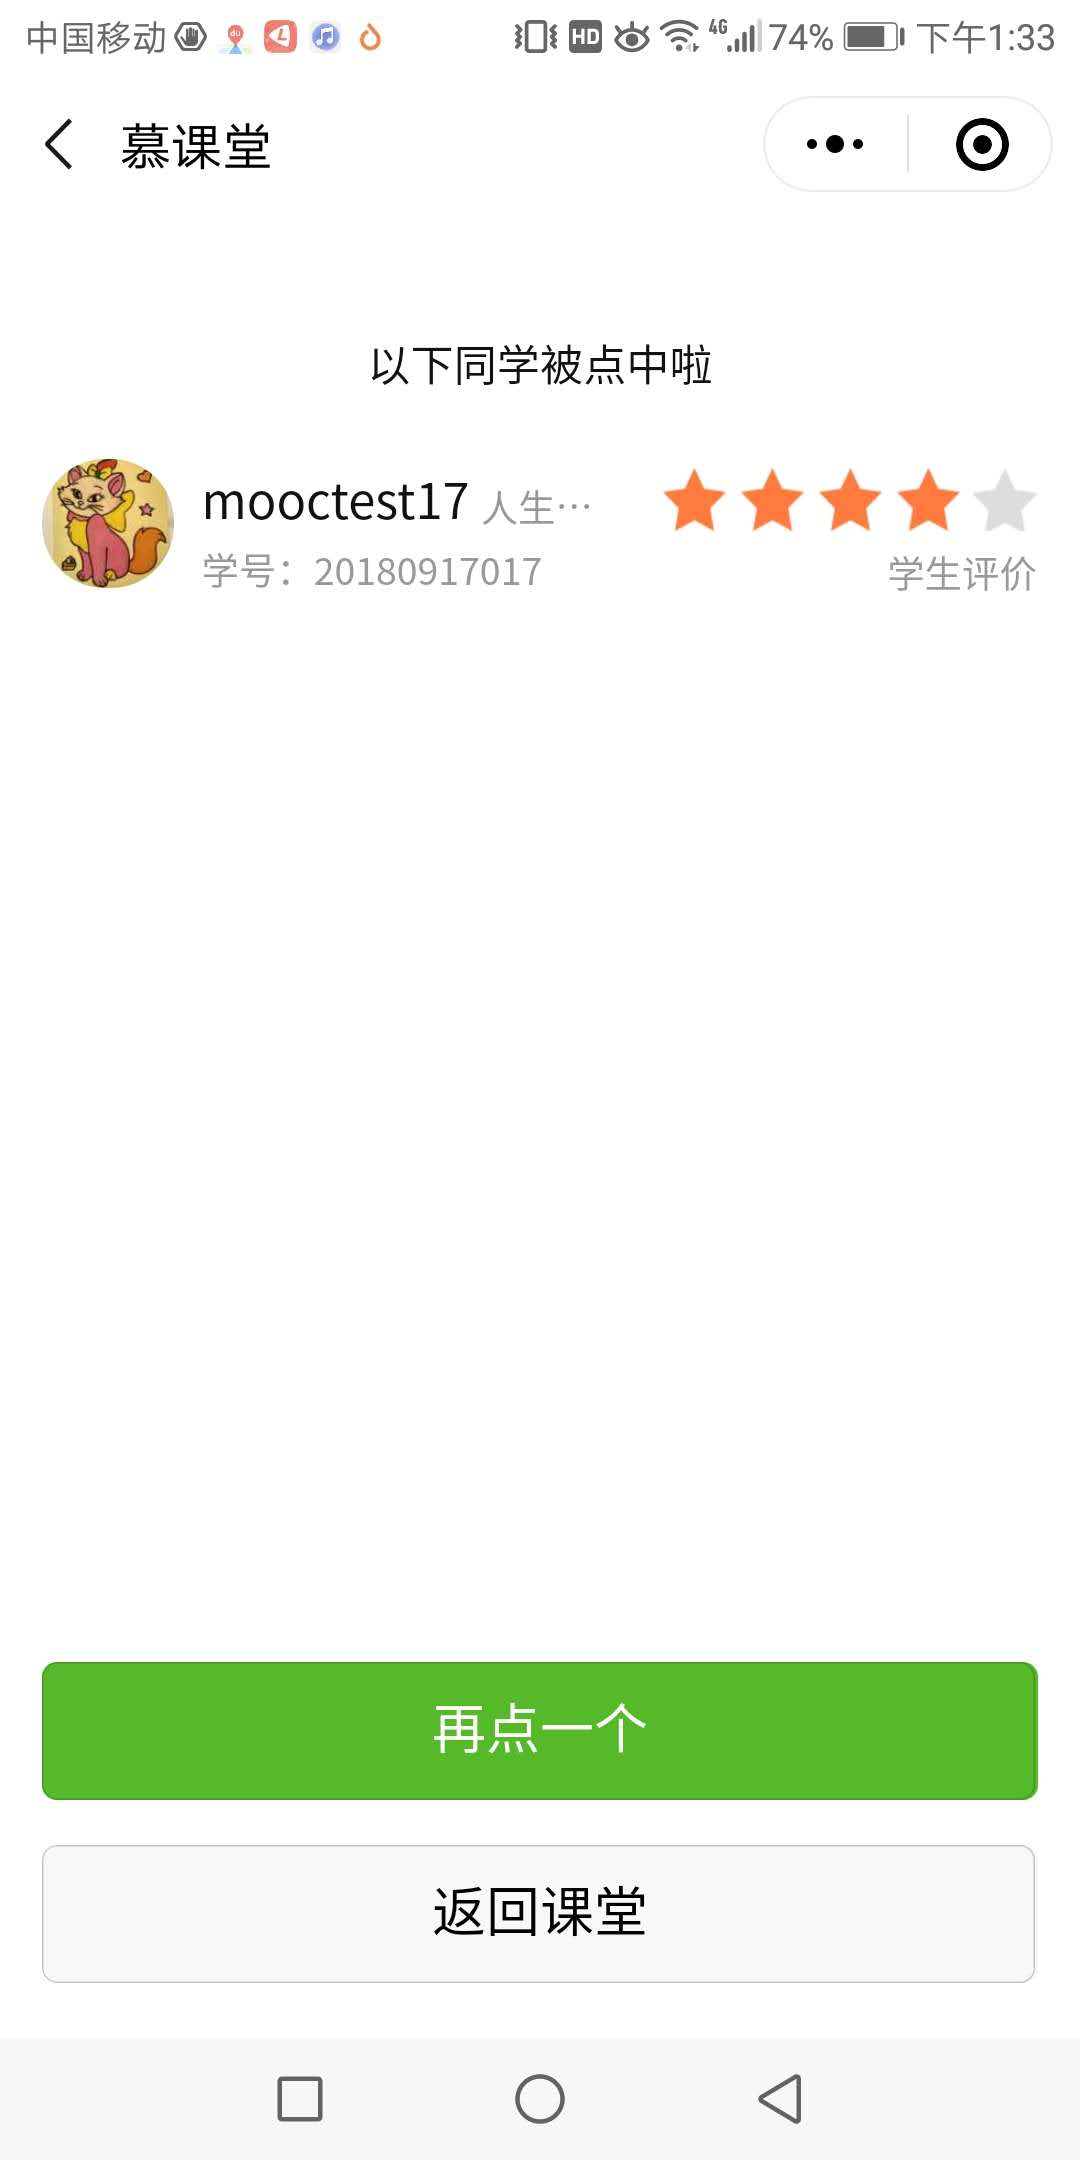 中国移动 HD 4G 74% 下午1:33
慕课堂
以下同学被点中啦
mooctest17 人生…
学号：20180917017
学生评价
再点一个
返回课堂